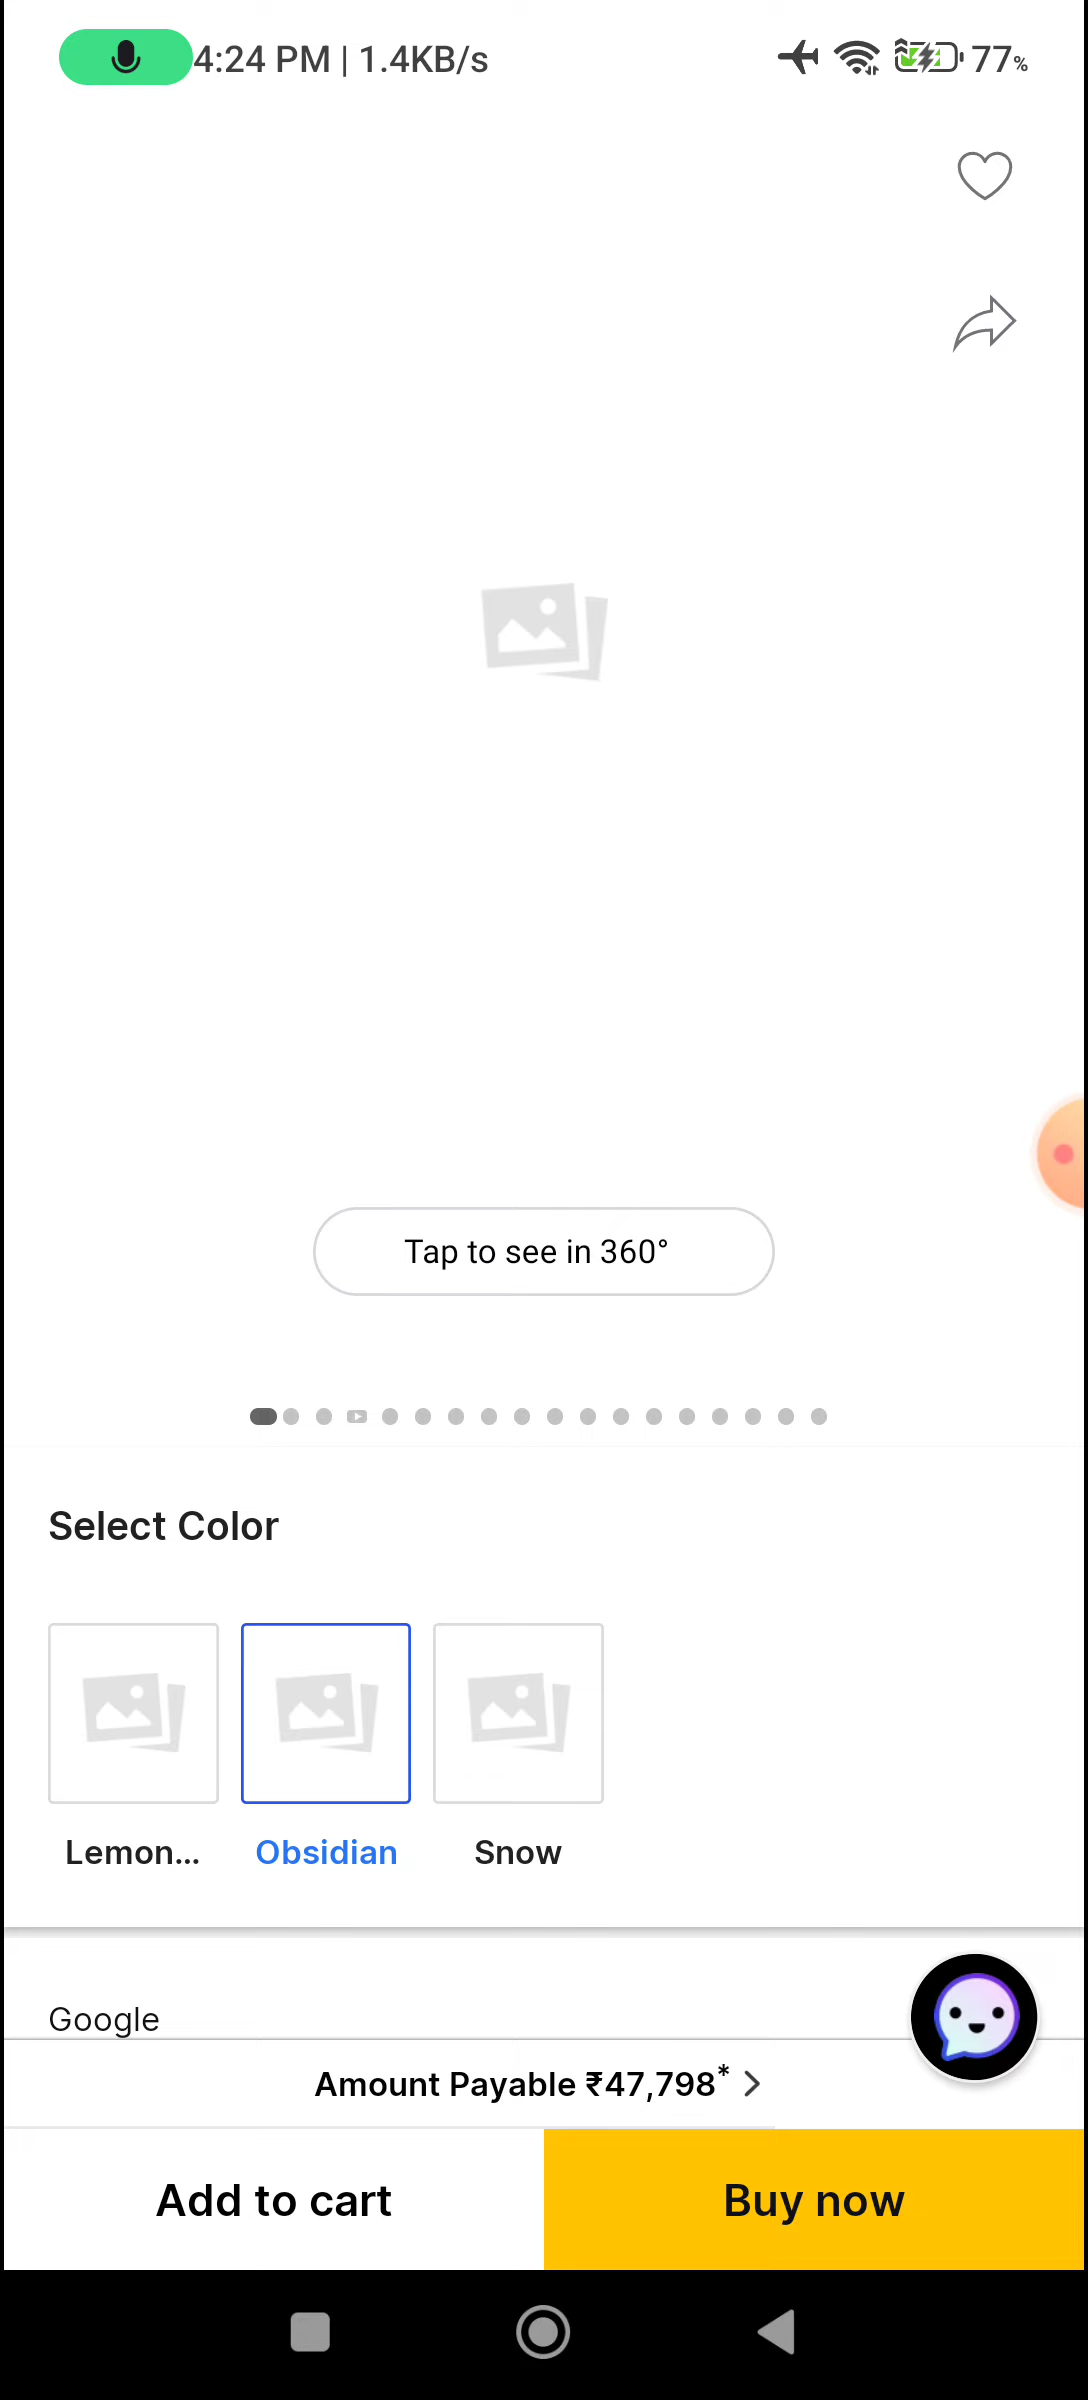 4:24 PM | 1.4KB/s 77%
Tap to see in 360°
Select Color
Lemon... Obsidian Snow
Google
Amount Payable ₹47,798*
Add to cart Buy now